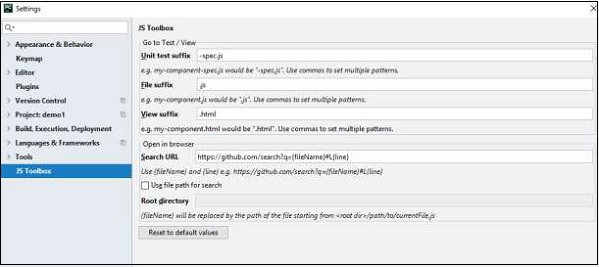 Settings
Appearance & Behavior
Keymap
Editor
Plugins
Version Control
Project: demo1
Build, Execution, Deployment
Languages & Frameworks
Tools
JS Toolbox
JS Toolbox
Go to Test / View
Unit test suffix -spec.js
e.g. my-component-spec.js would be "-spec.js". Use commas to set multiple patterns.
File suffix .js
e.g. my-component.js would be ".js". Use commas to set multiple patterns.
View suffix .html
e.g. my-component.html would be ".html". Use commas to set multiple patterns.
Open in browser
Search URL https://github.com/search?q={fileName}#L{line}
Use {fileName} and {line} e.g. https://github.com/search?q={fileName}#L{line}
Use file path for search
Root directory
{fileName} will be replaced by the path of the file starting from <root dir>/path/to/currentFile.js
Reset to default values